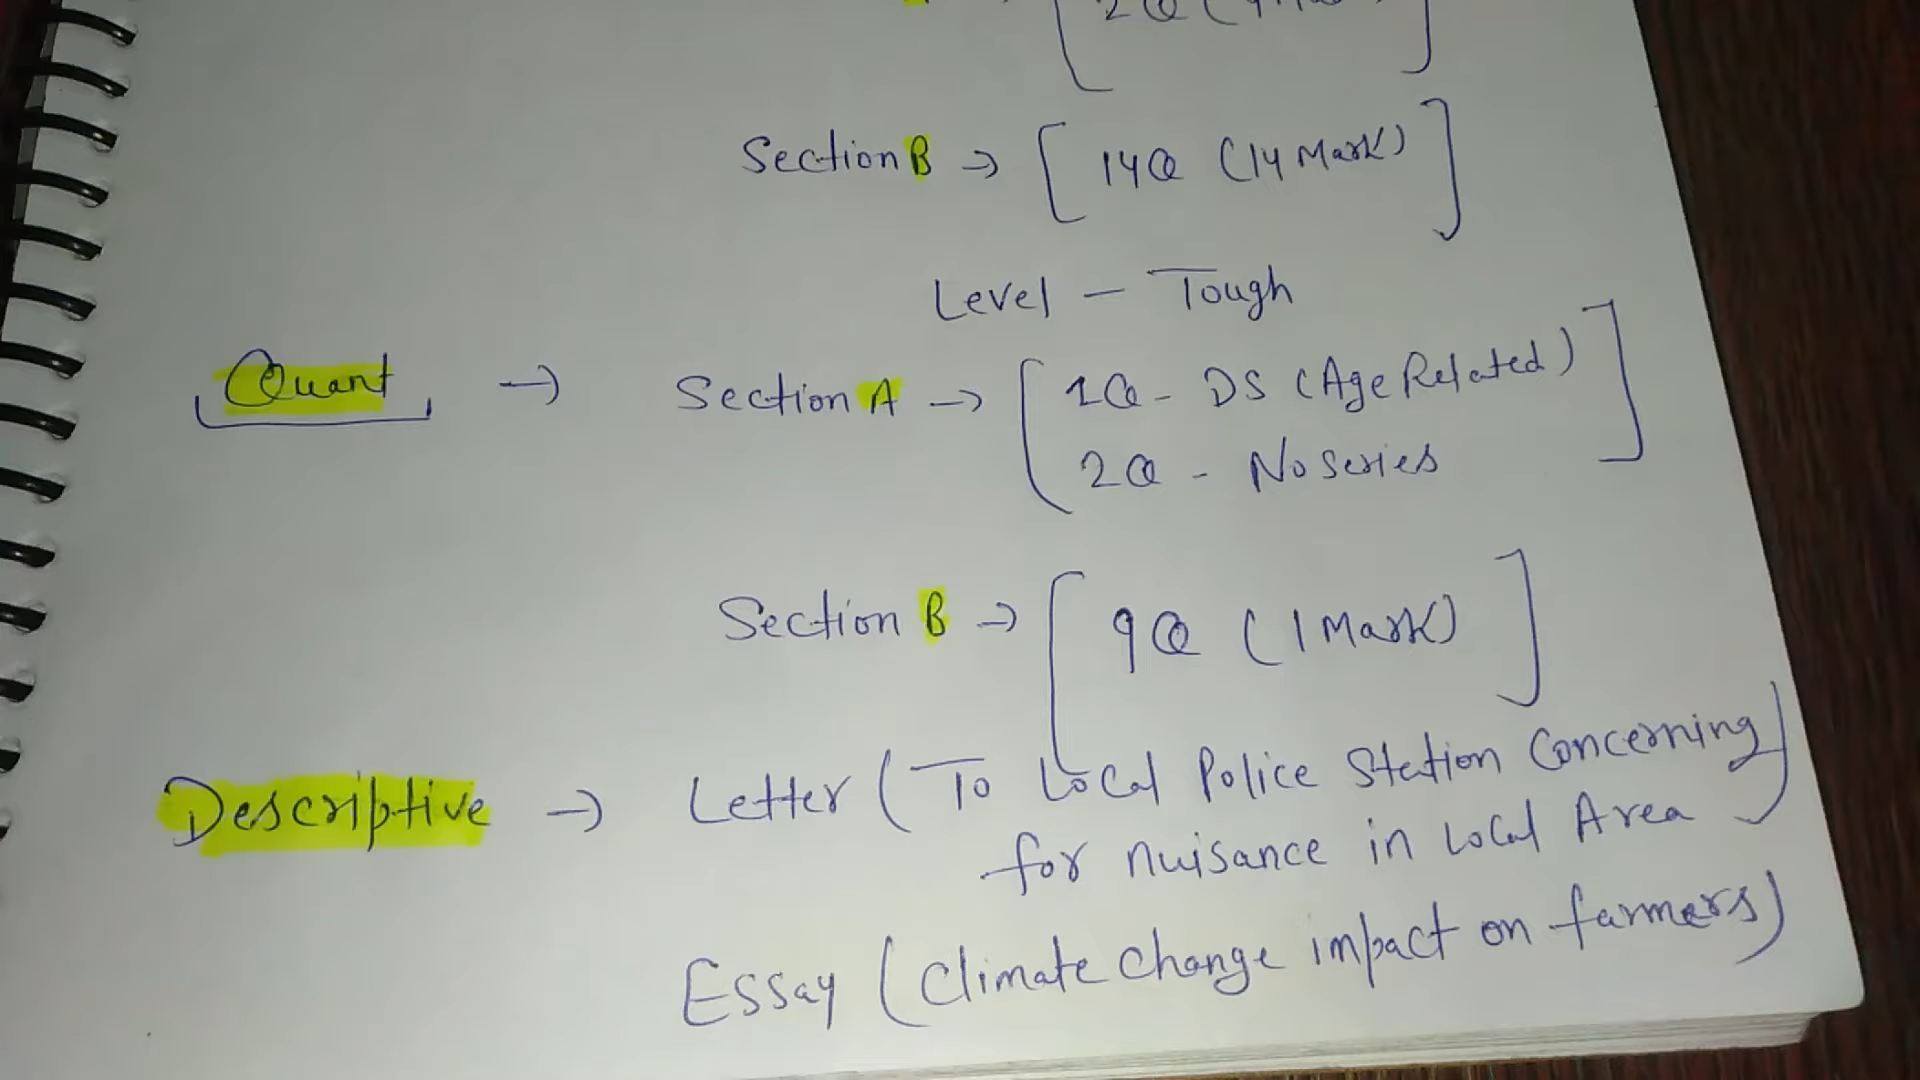 2Q (
Section B → [ 14Q (14 Mark) ]
Level - Tough
Quant → Section A → [ 1Q - DS (Age Related)
2Q - No series ]
Section B → [ 9Q (1 Mark) ]
Descriptive → Letter ( To Local Police Station Concerning
for nuisance in Local Area )
Essay ( Climate change impact on farmers )